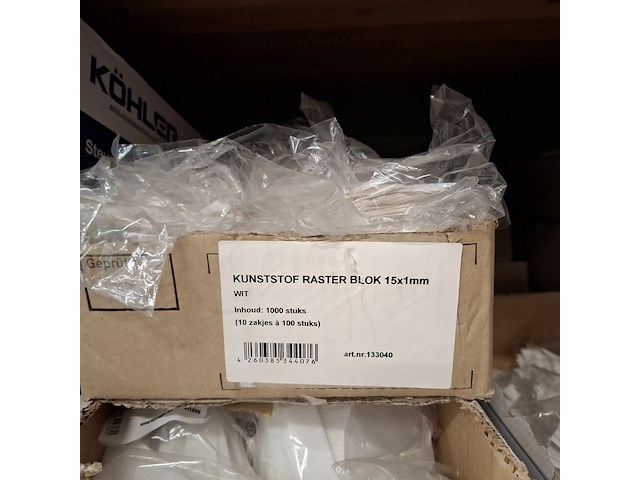 KÖHLER
Geprüf
KUNSTSTOF RASTER BLOK 15x1mm
WIT
Inhoud: 1000 stuks
(10 zakjes à 100 stuks)
4 260385 344076
art.nr.133040